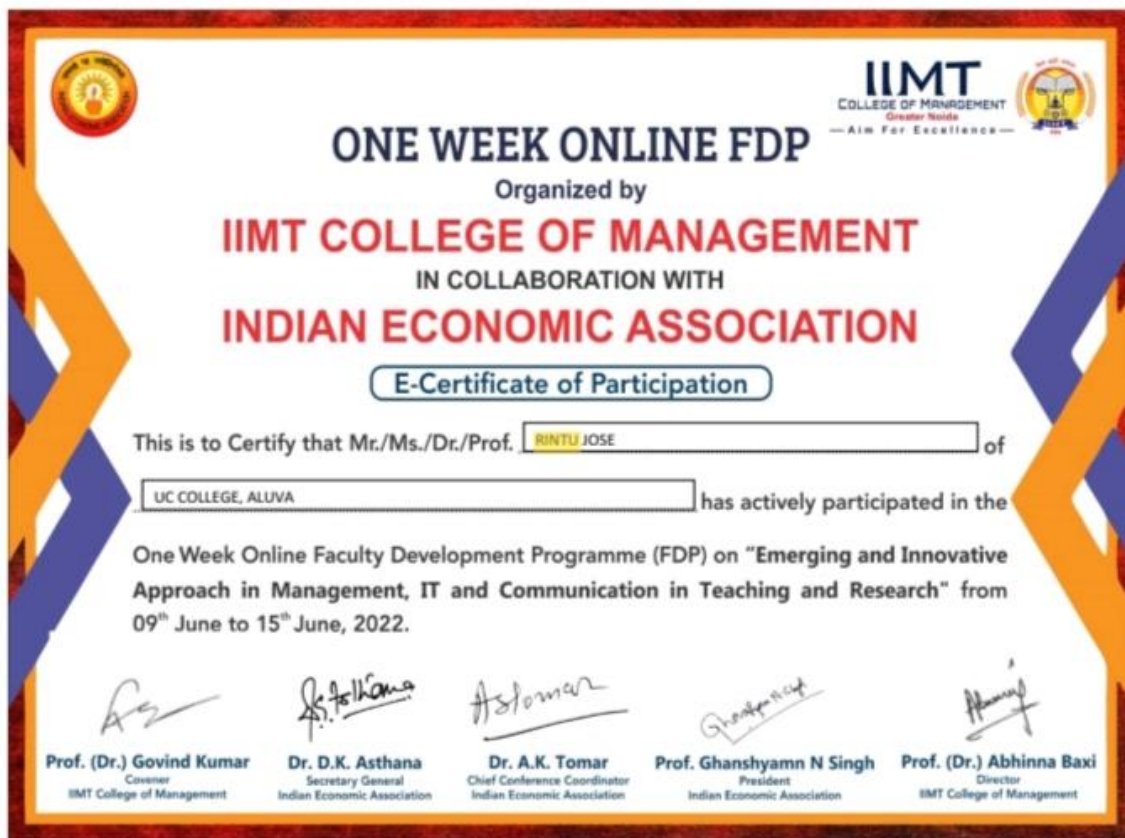 IIMT
COLLEGE OF MANAGEMENT
Greater Noida
Aim For Excellence
ONE WEEK ONLINE FDP
Organized by
IIMT COLLEGE OF MANAGEMENT
IN COLLABORATION WITH
INDIAN ECONOMIC ASSOCIATION
E-Certificate of Participation
This is to Certify that Mr./Ms./Dr./Prof. RINTU JOSE of
UC COLLEGE, ALUVA has actively participated in the
One Week Online Faculty Development Programme (FDP) on "Emerging and Innovative
Approach in Management, IT and Communication in Teaching and Research" from
09th June to 15th June, 2022.
Prof. (Dr.) Govind Kumar
Covener
IIMT College of Management
Dr. D.K. Asthana
Secretary General
Indian Economic Association
Dr. A.K. Tomar
Chief Conference Coordinator
Indian Economic Association
Prof. Ghanshyamn N Singh
President
Indian Economic Association
Prof. (Dr.) Abhinna Baxi
Director
IIMT College of Management